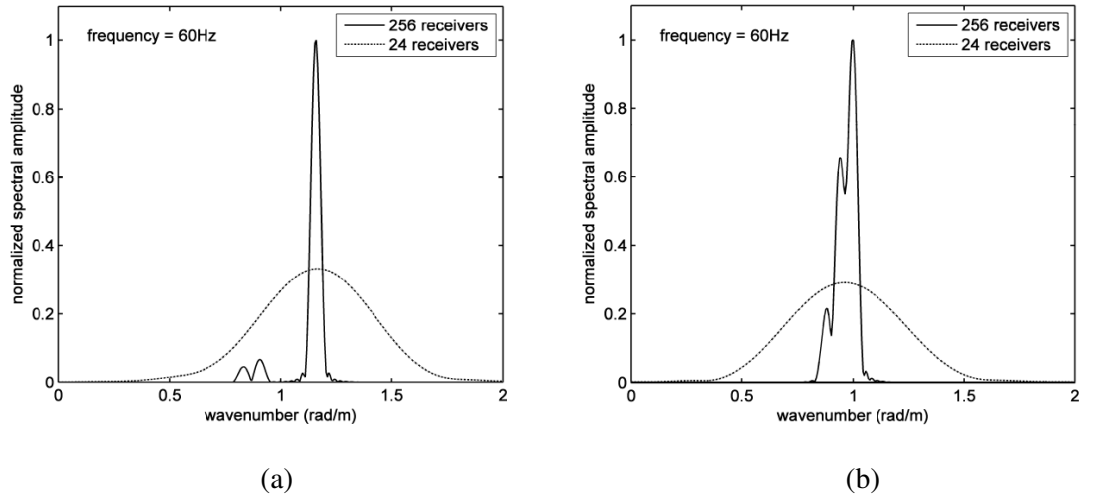 frequency = 60Hz
256 receivers
24 receivers
normalized spectral amplitude
1
0.8
0.6
0.4
0.2
0
0 0.5 1 1.5 2
wavenumber (rad/m)
(a)
frequency = 60Hz
256 receivers
24 receivers
normalized spectral amplitude
1
0.8
0.6
0.4
0.2
0
0 0.5 1 1.5 2
wavenumber (rad/m)
(b)